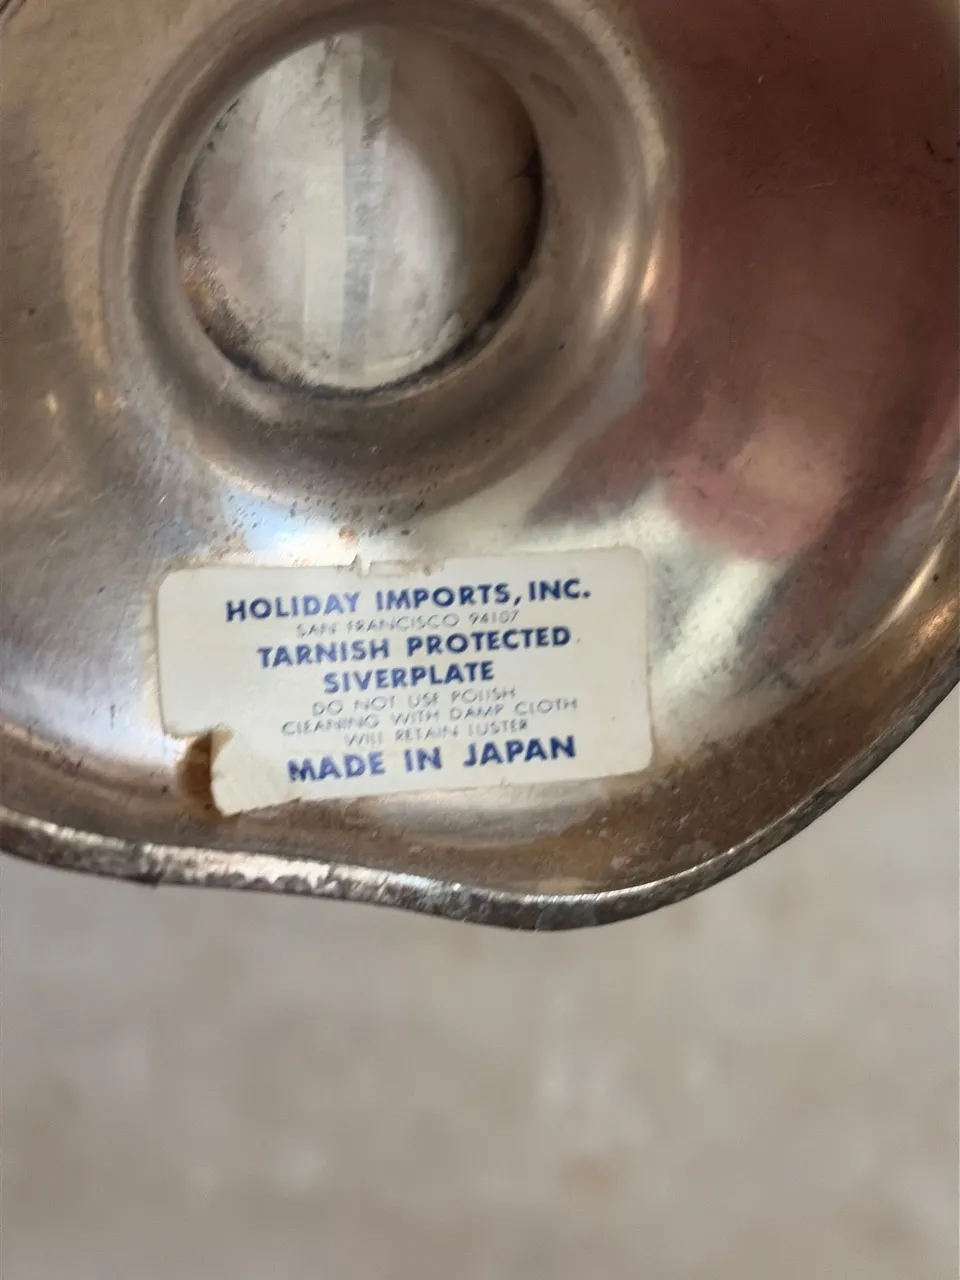 HOLIDAY IMPORTS, INC.
SAN FRANCISCO 94107
TARNISH PROTECTED
SIVERPLATE
DO NOT USE POLISH
CLEANING WITH DAMP CLOTH
WILL RETAIN LUSTER
MADE IN JAPAN